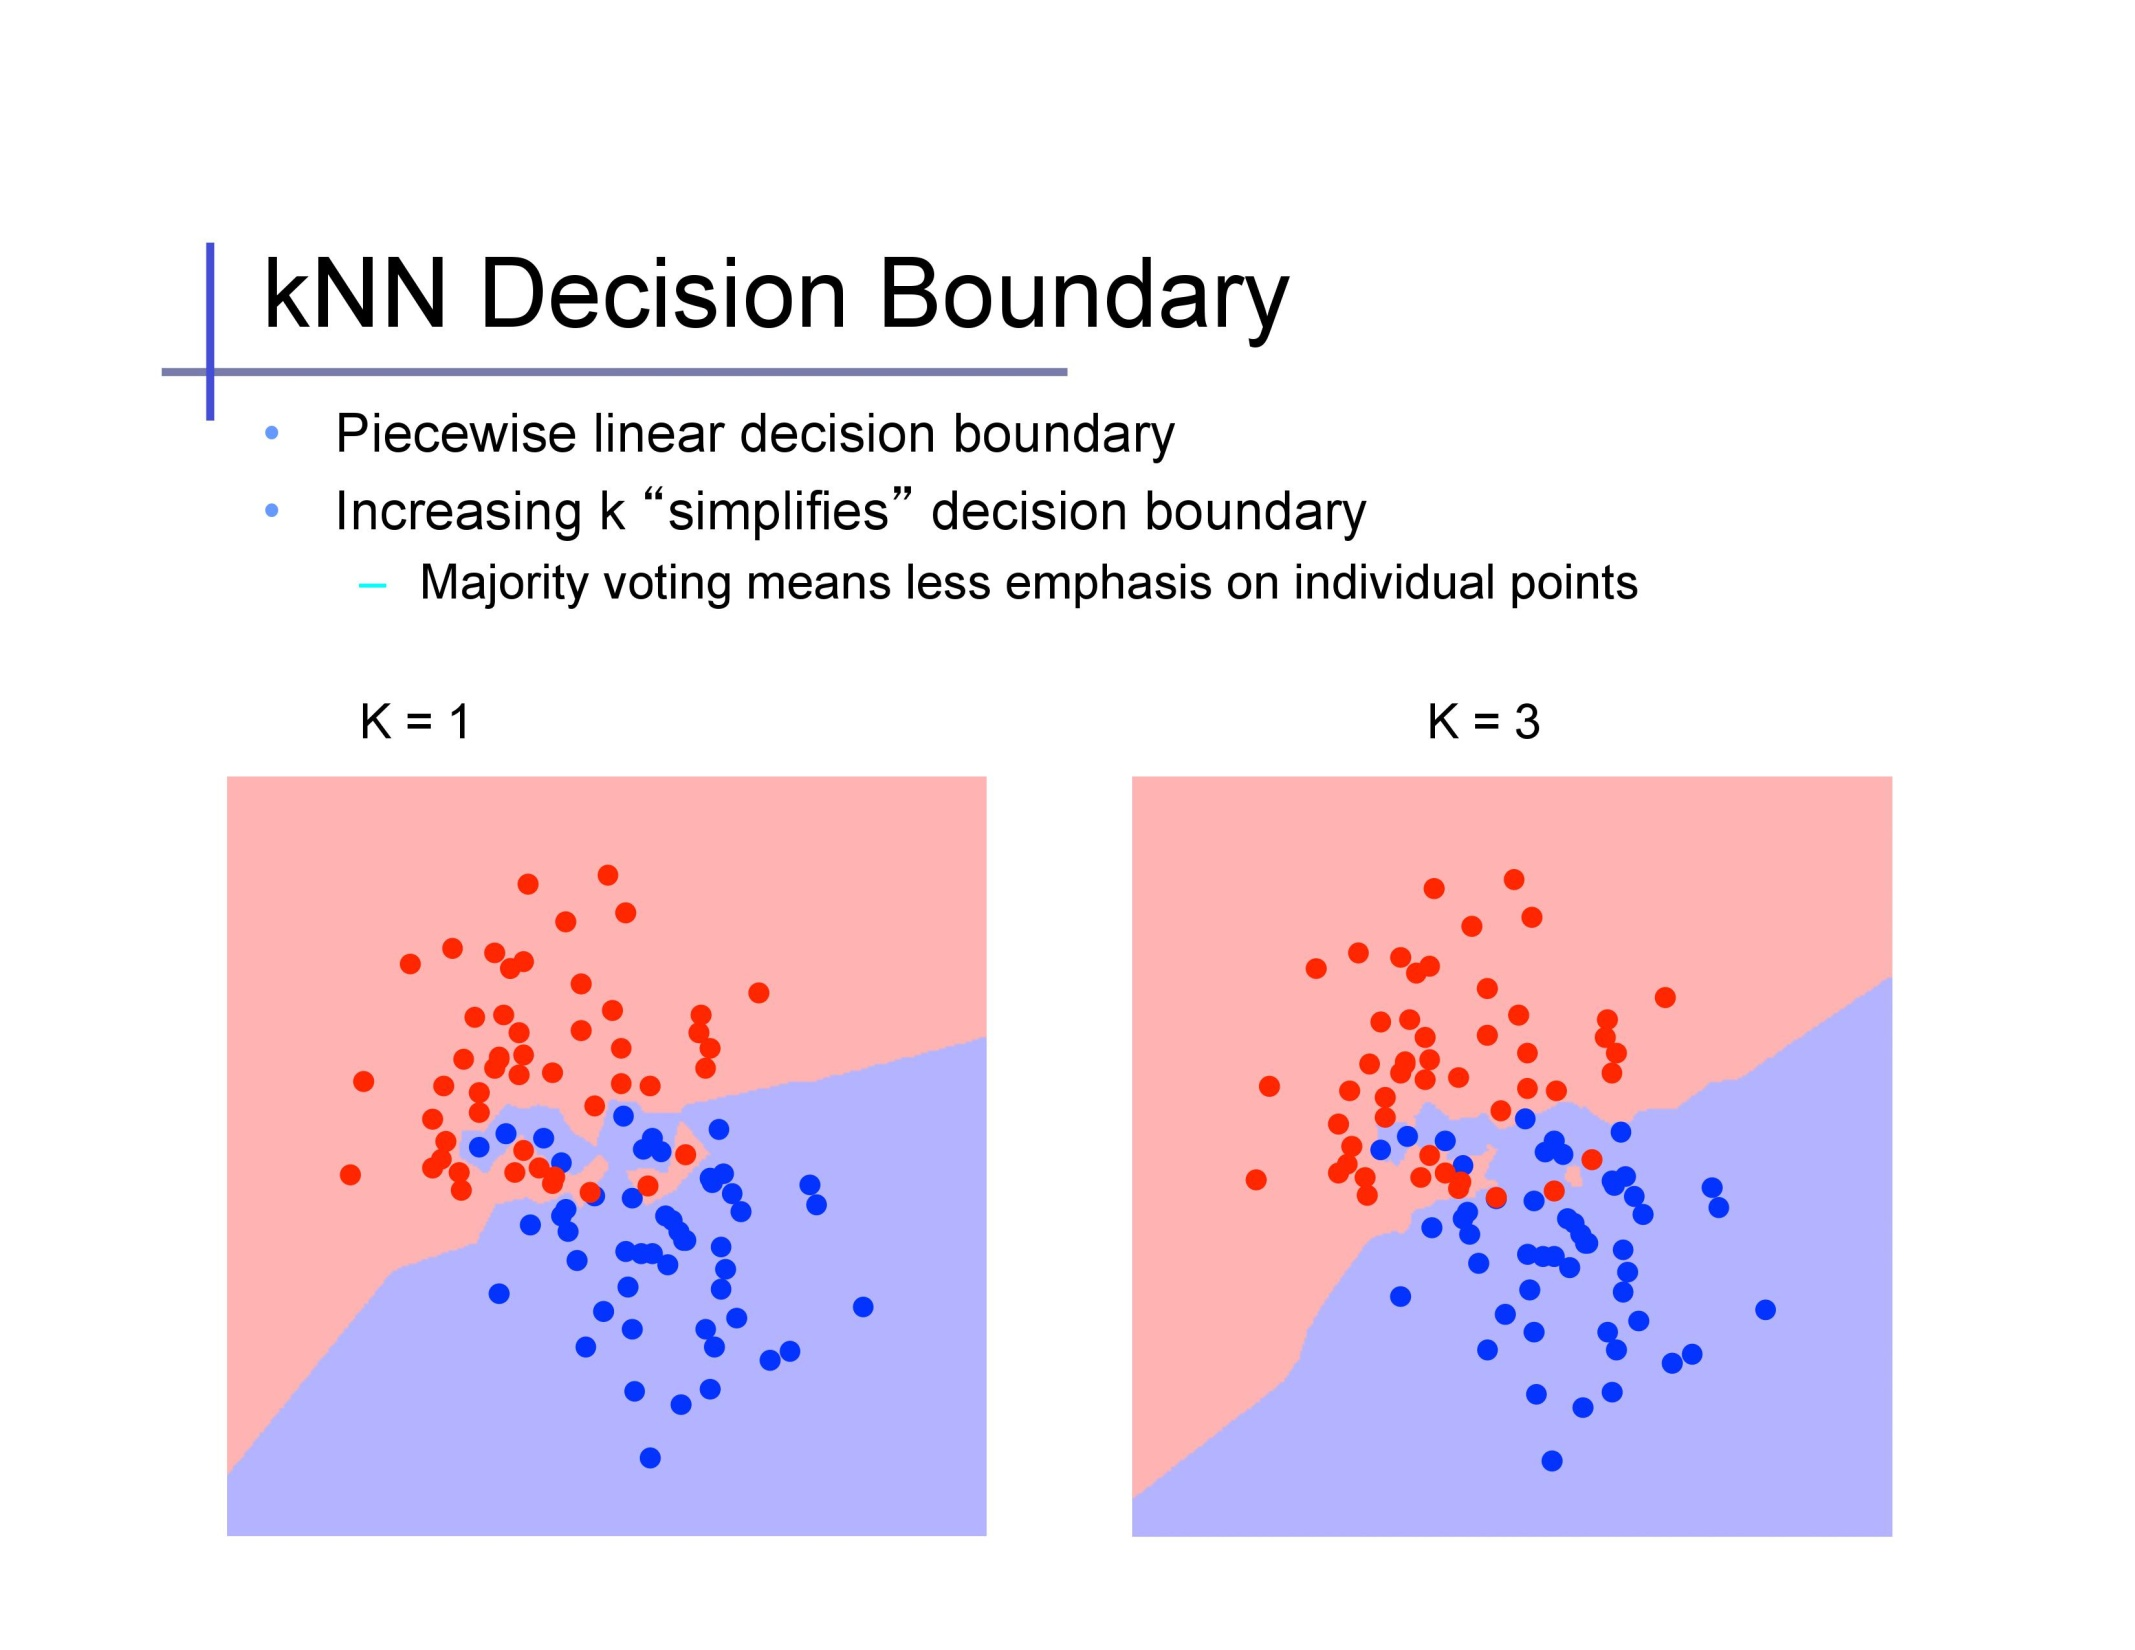 kNN Decision Boundary
• Piecewise linear decision boundary
• Increasing k “simplifies” decision boundary
– Majority voting means less emphasis on individual points
K = 1
K = 3